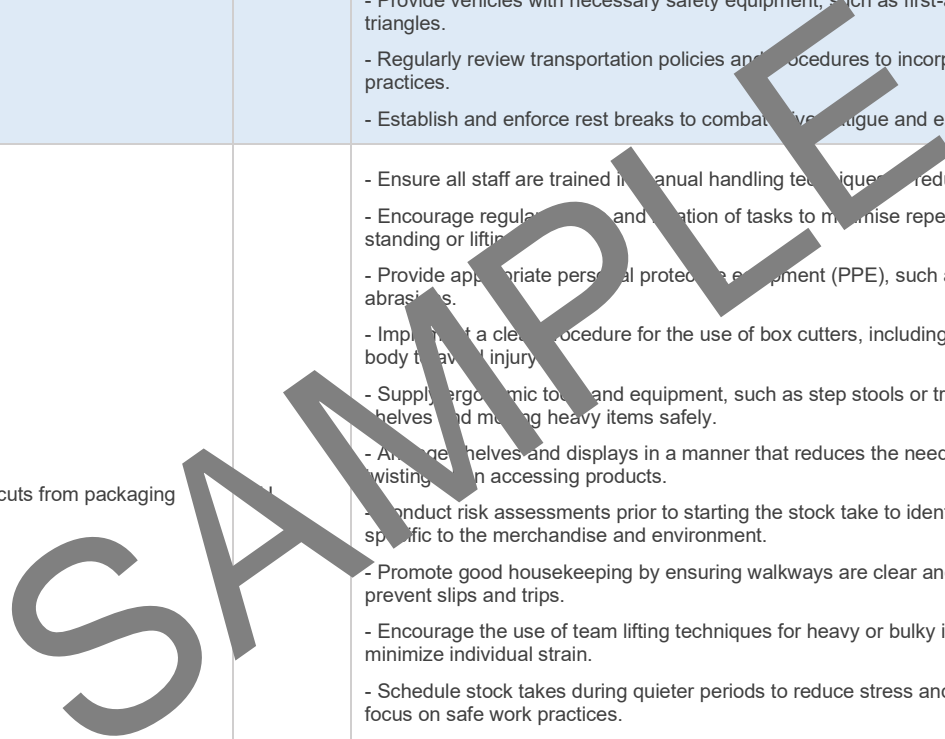 - Provide vehicles with necessary safety equipment, such as first-
triangles.
- Regularly review transportation policies and procedures to incorp
practices.
- Establish and enforce rest breaks to combat fatigue and e
- Ensure all staff are trained in manual handling techniques redu
- Encourage regular and rotation of tasks to minimise repe
standing or lifting
- Provide appropriate personal protective equipment (PPE), such a
abrasions.
- Implement a clear procedure for the use of box cutters, including
body to avoid injury
- Supply ergonomic tools and equipment, such as step stools or tr
shelves and moving heavy items safely.
- Arrange shelves and displays in a manner that reduces the need
twisting when accessing products.
cuts from packaging
- Conduct risk assessments prior to starting the stock take to iden
specific to the merchandise and environment.
- Promote good housekeeping by ensuring walkways are clear an
prevent slips and trips.
- Encourage the use of team lifting techniques for heavy or bulky i
minimize individual strain.
- Schedule stock takes during quieter periods to reduce stress and
focus on safe work practices.
SAMPLE